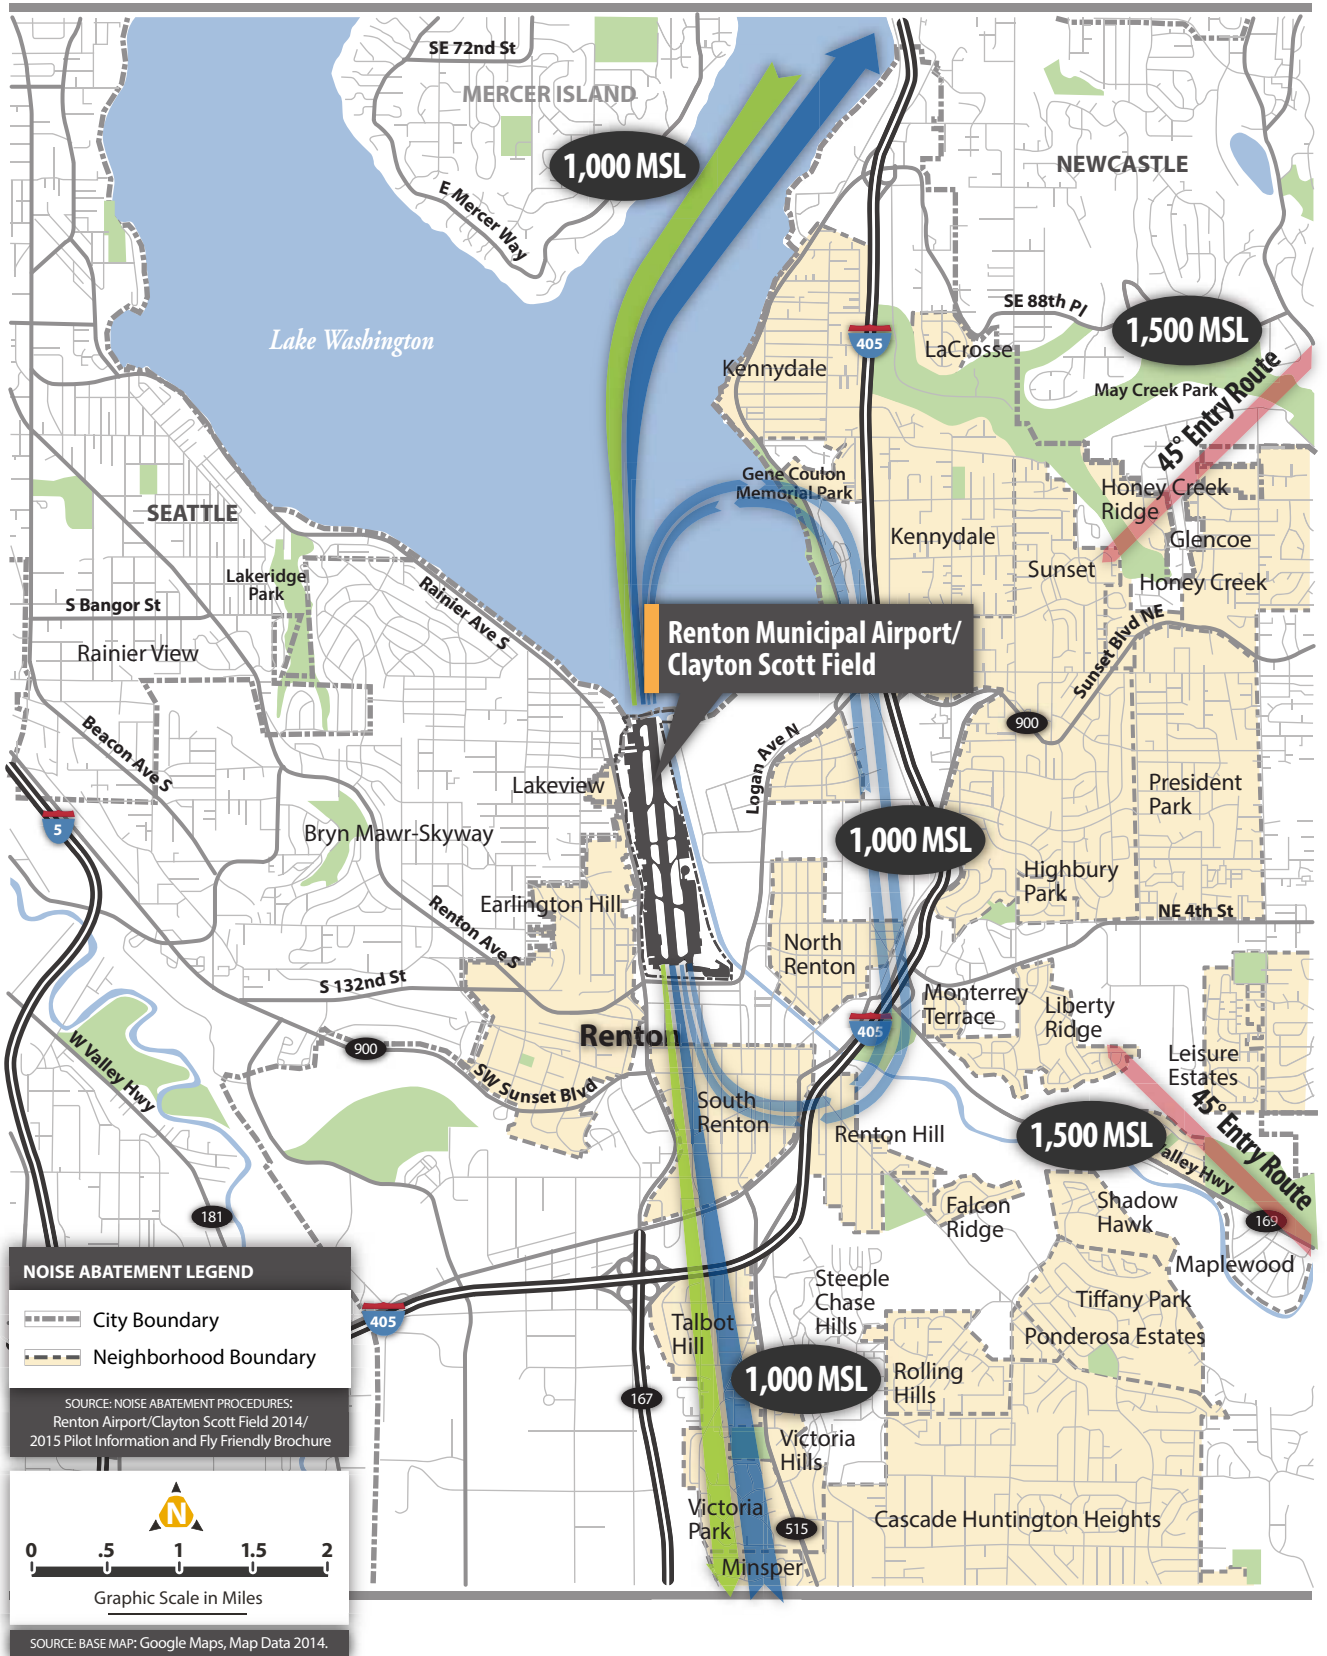 SE 72nd St
MERCER ISLAND
1,000 MSL
NEWCASTLE
E Mercer Way
SE 88th Pl
1,500 MSL
Lake Washington
405
LaCrosse
Kennydale
May Creek Park
45° Entry Route
Gene Coulon
Memorial Park
Honey Creek
Ridge
SEATTLE
Kennydale
Glencoe
Sunset
Honey Creek
Lakeridge
Park
Rainier Ave S
S Bangor St
Rainier View
Renton Municipal Airport/
Clayton Scott Field
Sunset Blvd NE
900
Beacon Ave S
Logan Ave N
Lakeview
President
Park
5
Bryn Mawr-Skyway
1,000 MSL
Highbury
Park
Earlington Hill
Renton Ave S
NE 4th St
North
Renton
S 132nd St
Monterrey
Terrace
Liberty
Ridge
405
Renton
900
W Valley Hwy
Leisure
Estates
SW Sunset Blvd
South
Renton
Renton Hill
1,500 MSL
45° Entry Route
alley Hwy
Falcon
Ridge
Shadow
Hawk
181
169
Maplewood
NOISE ABATEMENT LEGEND
City Boundary
Neighborhood Boundary
SOURCE: NOISE ABATEMENT PROCEDURES:
Renton Airport/Clayton Scott Field 2014/
2015 Pilot Information and Fly Friendly Brochure
405
Steeple
Chase
Hills
Tiffany Park
Ponderosa Estates
Talbot
Hill
1,000 MSL
Rolling
Hills
167
Victoria
Hills
Victoria
Park
515
Cascade Huntington Heights
Minsper
N
0 .5 1 1.5 2
Graphic Scale in Miles
SOURCE: BASE MAP: Google Maps, Map Data 2014.